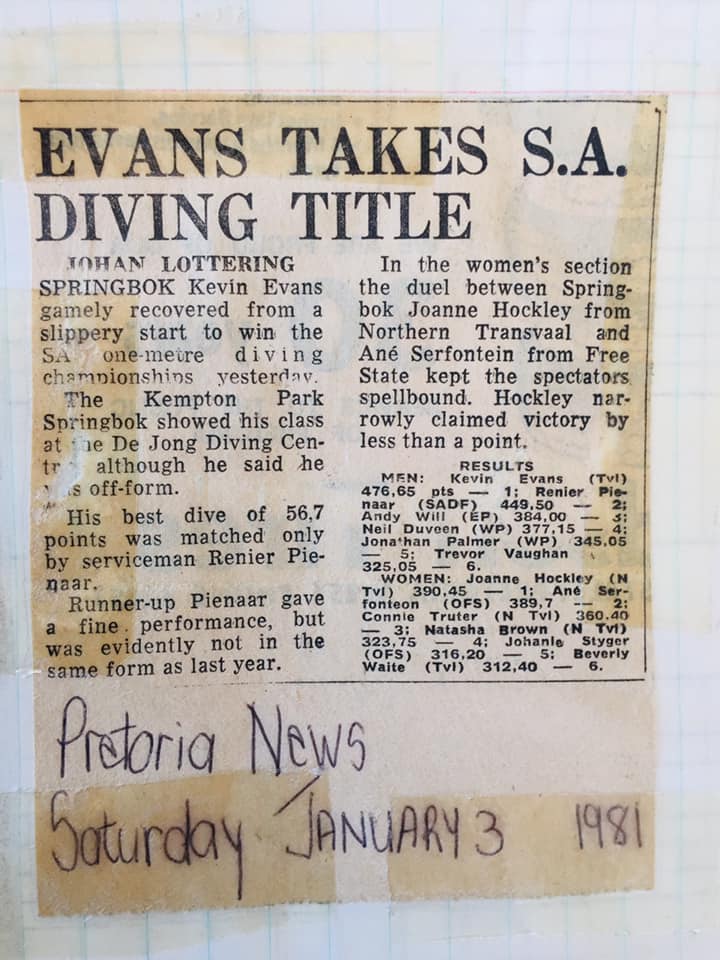 EVANS TAKES S.A.
DIVING TITLE
JOHAN LOTTERING
SPRINGBOK Kevin Evans
gamely recovered from a
slippery start to win the
SA one-metre diving
championships yesterday.
The Kempton Park
Springbok showed his class
at the De Jong Diving Cen-
tr although he said he
s off-form.
His best dive of 56,7
points was matched only
by serviceman Renier Pie-
naar.
Runner-up Pienaar gave
a fine performance, but
was evidently not in the
same form as last year.
In the women's section
the duel between Spring-
bok Joanne Hockley from
Northern Transvaal and
Ané Serfontein from Free
State kept the spectators
spellbound. Hockley nar-
rowly claimed victory by
less than a point.
RESULTS
MEN: Kevin Evans (Tvl)
476,65 pts — 1; Renier Pie-
naar (SADF) 449,50 — 2;
Andy Will (EP) 384,00 — 3;
Neil Duveen (WP) 377,15 — 4;
Jonathan Palmer (WP) 345,05
— 5; Trevor Vaughan
325,05 — 6.
WOMEN: Joanne Hockley (N
Tvl) 390,45 — 1; Ané Ser-
fonteon (OFS) 389,7 -- 2;
Connie Truter (N Tvl) 360.40
— 3; Natasha Brown (N Tvl)
323,75 — 4; Johanie Styger
(OFS) 316,20 — 5; Beverly
Waite (Tvl) 312,40 — 6.
Pretoria News
Saturday JANUARY 3 1981